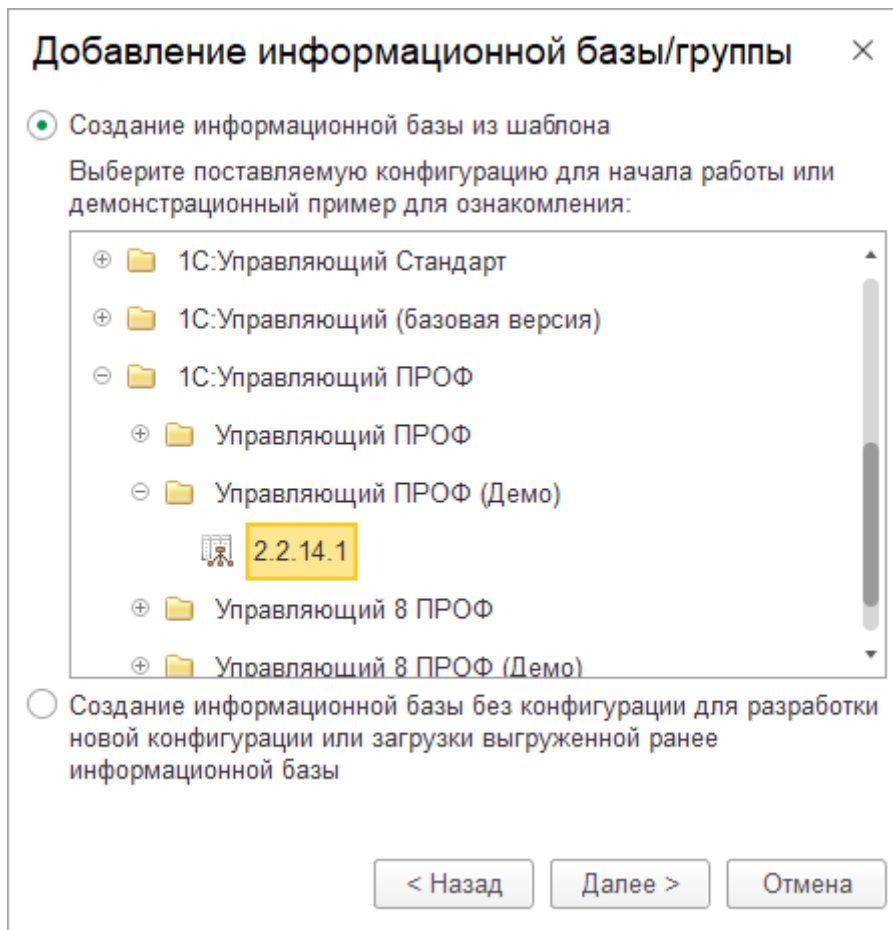 Добавление информационной базы/группы
Создание информационной базы из шаблона
Выберите поставляемую конфигурацию для начала работы или
демонстрационный пример для ознакомления:
1С:Управляющий Стандарт
1С:Управляющий (базовая версия)
1С:Управляющий ПРОФ
Управляющий ПРОФ
Управляющий ПРОФ (Демо)
2.2.14.1
Управляющий 8 ПРОФ
Управляющий 8 ПРОФ (Демо)
Создание информационной базы без конфигурации для разработки
новой конфигурации или загрузки выгруженной ранее
информационной базы
< Назад Далее > Отмена